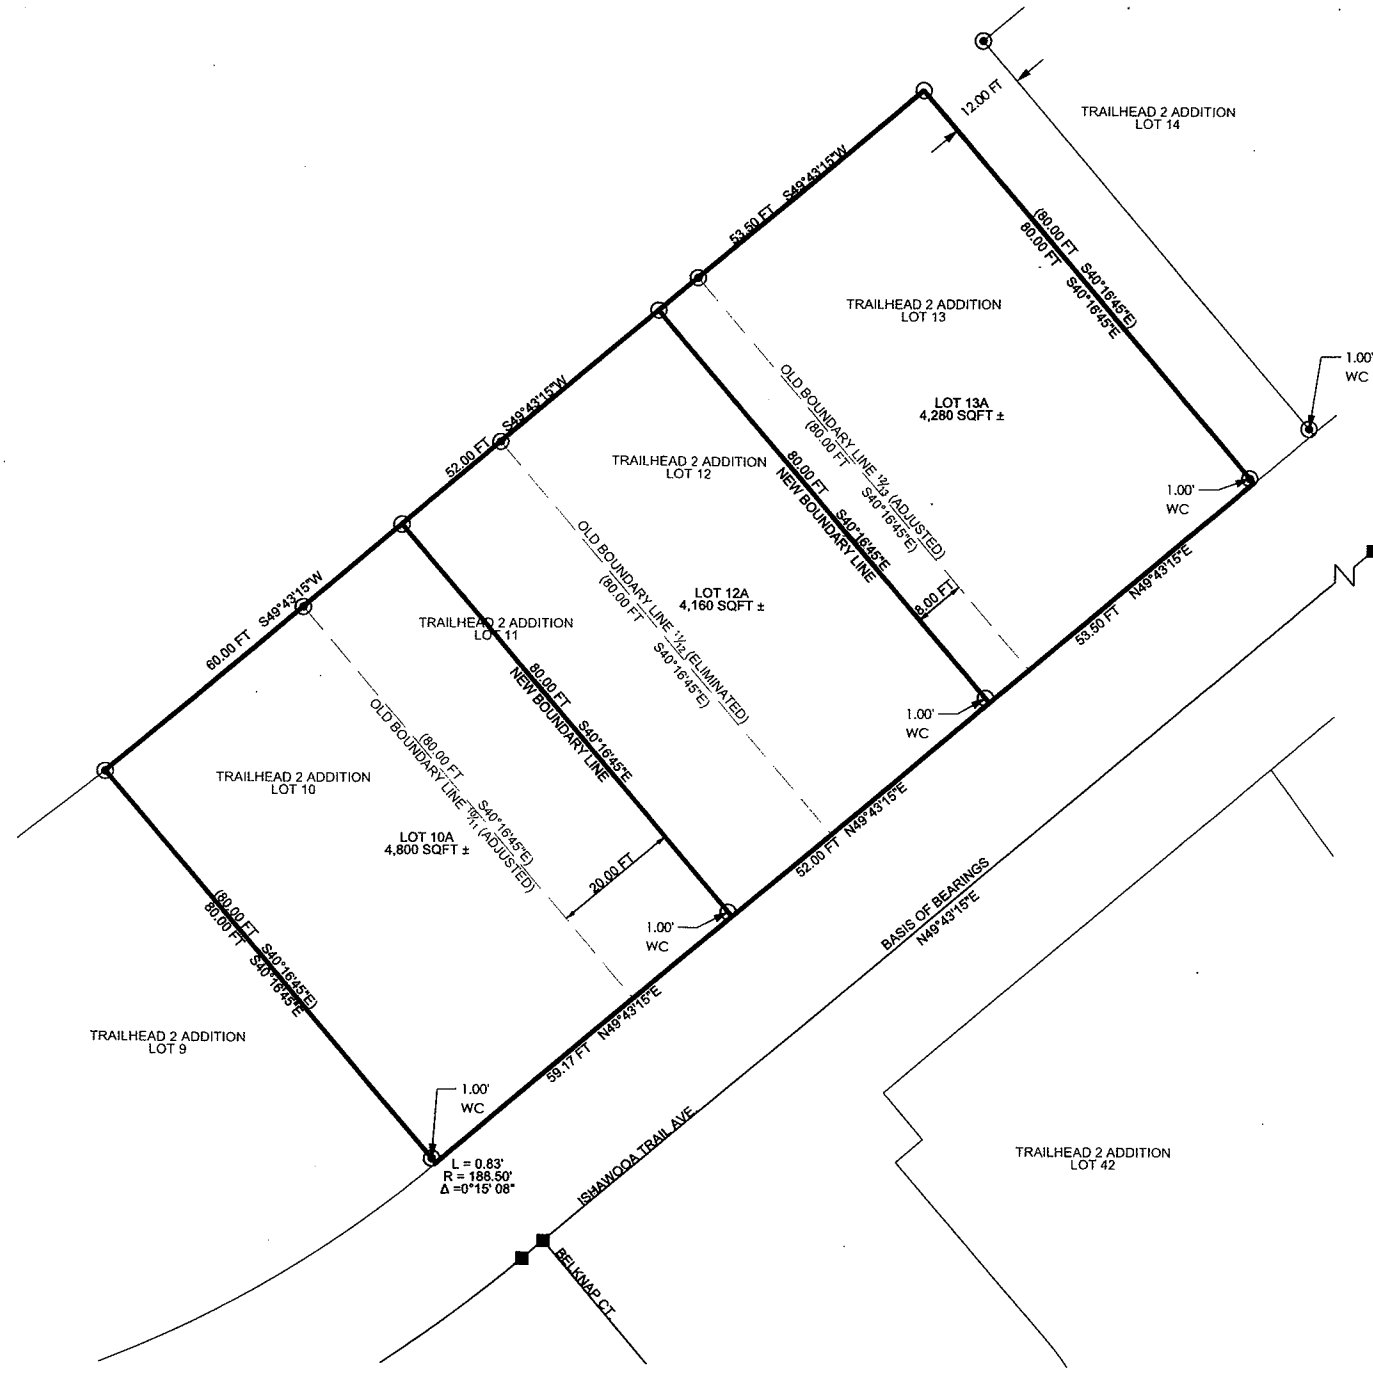 12.00 FT
TRAILHEAD 2 ADDITION
LOT 14
53.50 FT S49°43'15"W
(80.00 FT S40°16'45"E)
80.00 FT S40°16'45"E
TRAILHEAD 2 ADDITION
LOT 13
1.00'
WC
LOT 13A
4,280 SQFT ±
OLD BOUNDARY LINE 12/13 (ADJUSTED)
(80.00 FT S40°16'45"E)
52.00 FT S49°43'15"W
TRAILHEAD 2 ADDITION
LOT 12
80.00 FT S40°16'45"E
NEW BOUNDARY LINE
1.00'
WC
8.00 FT
53.50 FT N49°43'15"E
LOT 12A
4,160 SQFT ±
OLD BOUNDARY LINE 11/12 (ELIMINATED)
(80.00 FT S40°16'45"E)
60.00 FT S49°43'15"W
TRAILHEAD 2 ADDITION
LOT 11
80.00 FT S40°16'45"E
NEW BOUNDARY LINE
1.00'
WC
52.00 FT N49°43'15"E
TRAILHEAD 2 ADDITION
LOT 10
(80.00 FT S40°16'45"E)
OLD BOUNDARY LINE 10/11 (ADJUSTED)
LOT 10A
4,800 SQFT ±
20.00 FT
1.00'
WC
BASIS OF BEARINGS
N49°43'15"E
(80.00 FT S40°16'45"E)
80.00 FT S40°16'45"E
59.17 FT N49°43'15"E
TRAILHEAD 2 ADDITION
LOT 9
1.00'
WC
L = 0.83'
R = 188.50'
Δ =0°15' 08"
ISHAWOOA TRAIL AVE.
TRAILHEAD 2 ADDITION
LOT 42
BELKNAP CT.
N